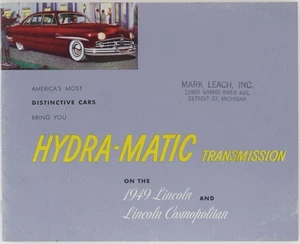 AMERICA'S MOST
DISTINCTIVE CARS
BRING YOU
MARK LEACH, INC.
DETROIT 27, MICHIGAN
HYDRA-MATIC TRANSMISSION
ON THE
1949 Lincoln AND
Lincoln Cosmopolitan